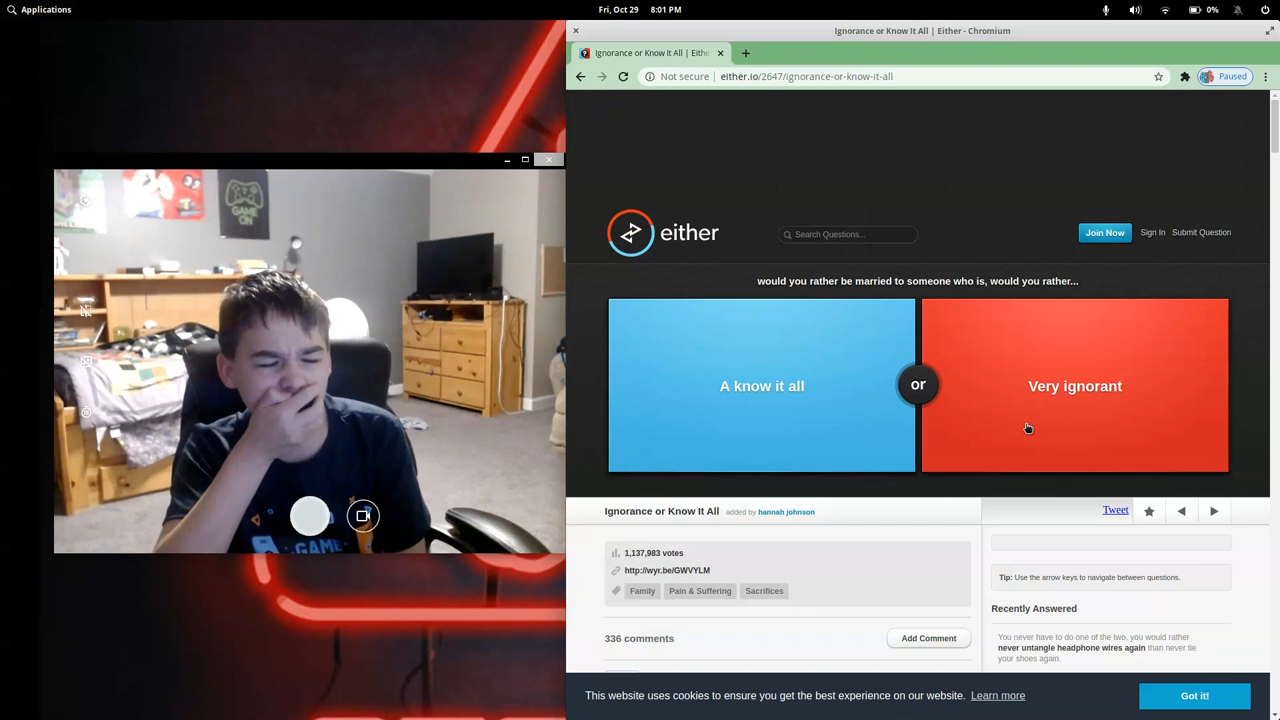 Applications
Fri, Oct 29 8:01 PM
0%
Ignorance or Know It All | Either - Chromium
Ignorance or Know It All | Eithe
Paused
Not secure | either.io/2647/ignorance-or-know-it-all
GAME
ON
GAME
either
Search Questions...
Join Now
Sign In
Submit Question
would you rather be married to someone who is, would you rather...
A know it all
or
Very ignorant
Ignorance or Know It All added by hannah johnson
Tweet
1,137,983 votes
http://wyr.be/GWVYLM
Family
Pain & Suffering
Sacrifices
336 comments
Add Comment
Tip: Use the arrow keys to navigate between questions.
Recently Answered
You never have to do one of the two, you would rather
never untangle headphone wires again than never tie
your shoes again.
This website uses cookies to ensure you get the best experience on our website. Learn more
Got it!